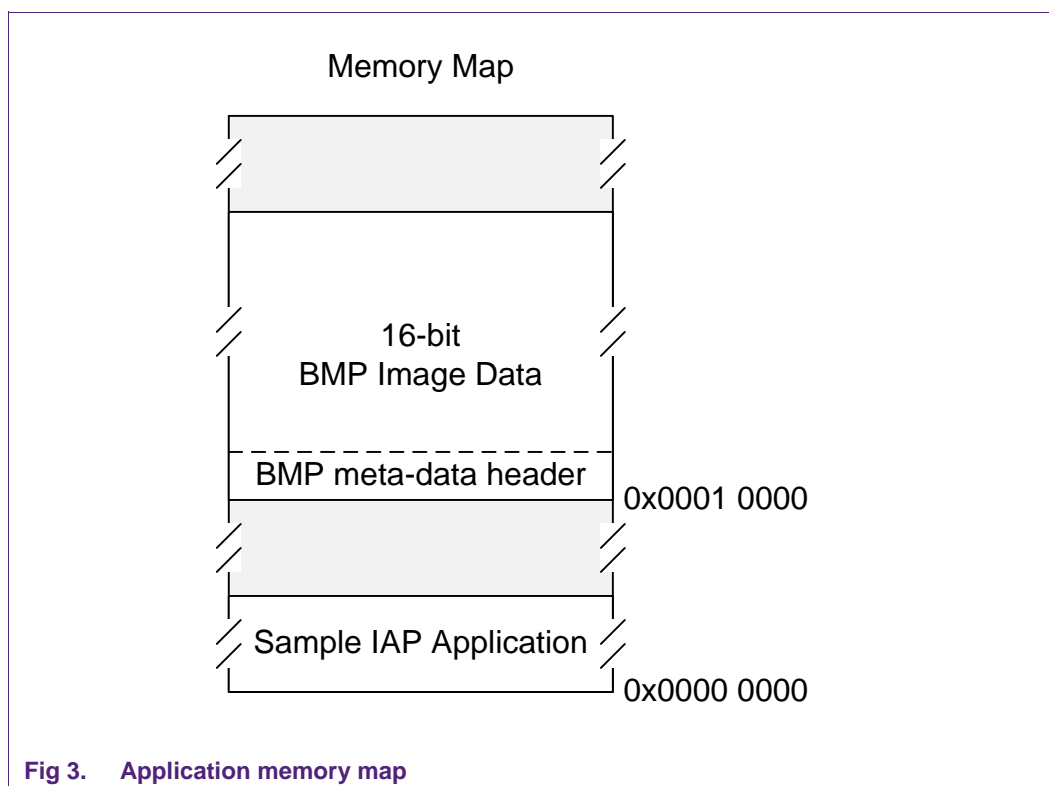 Memory Map
16-bit
BMP Image Data
BMP meta-data header
0x0001 0000
Sample IAP Application
0x0000 0000
Fig 3. Application memory map